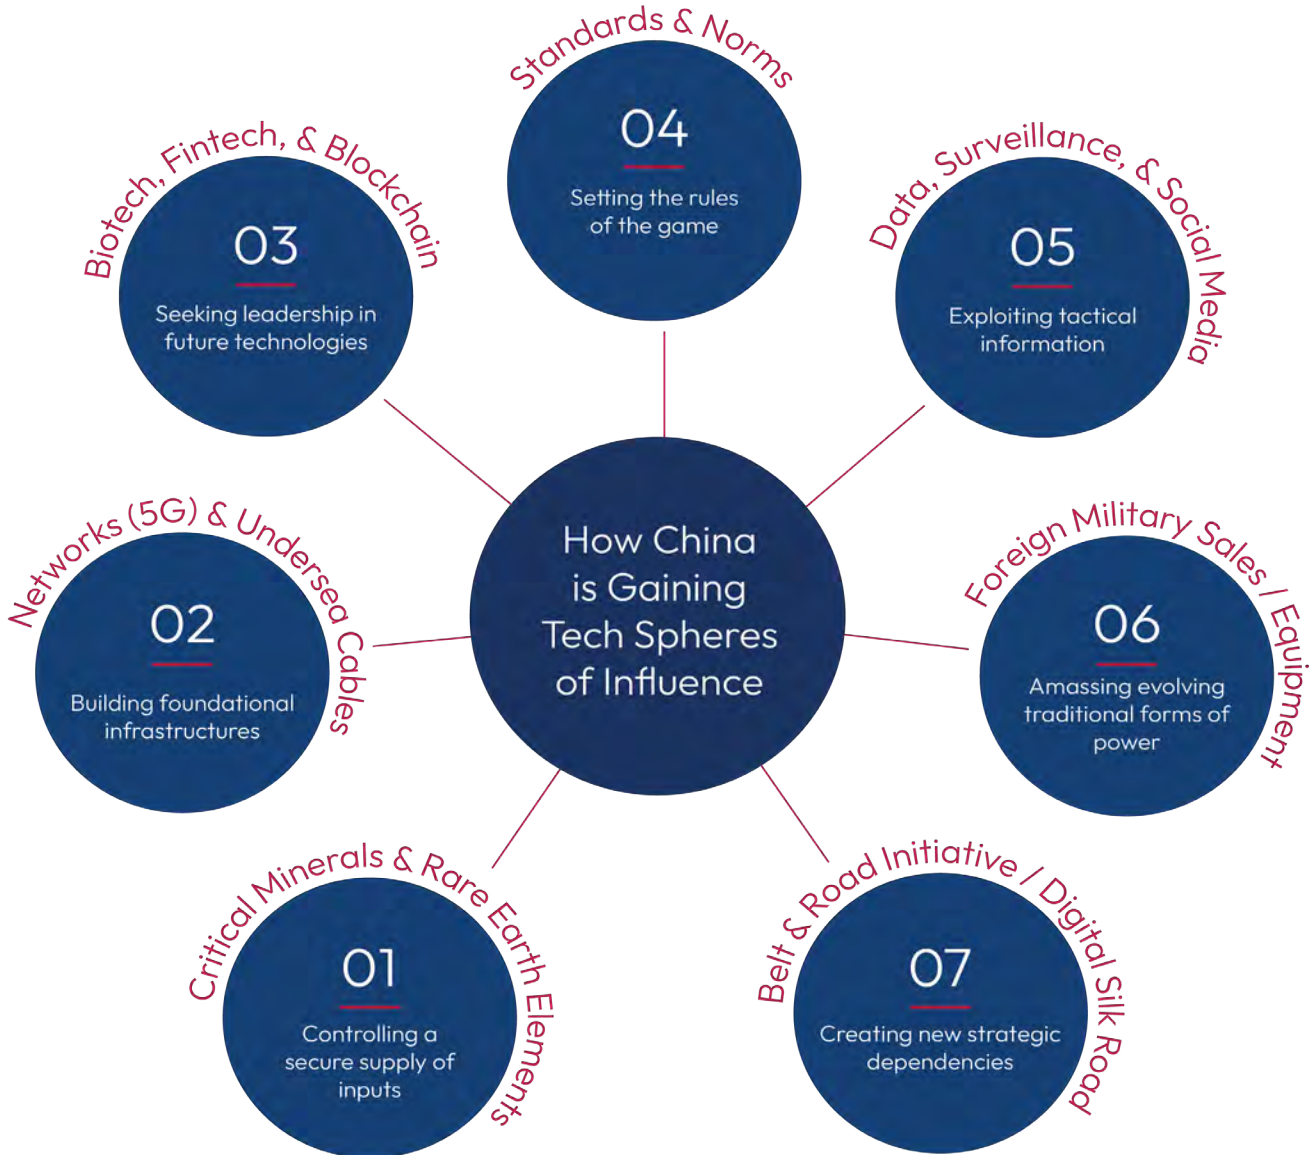 How China
is Gaining
Tech Spheres
of Influence
Critical Minerals & Rare Earth Elements
01
Controlling a
secure supply of
inputs
Networks (5G) & Undersea Cables
02
Building foundational
infrastructures
Biotech, Fintech, & Blockchain
03
Seeking leadership in
future technologies
Standards & Norms
04
Setting the rules
of the game
Data, Surveillance, & Social Media
05
Exploiting tactical
information
Foreign Military Sales / Equipment
06
Amassing evolving
traditional forms of
power
Belt & Road Initiative / Digital Silk Road
07
Creating new strategic
dependencies